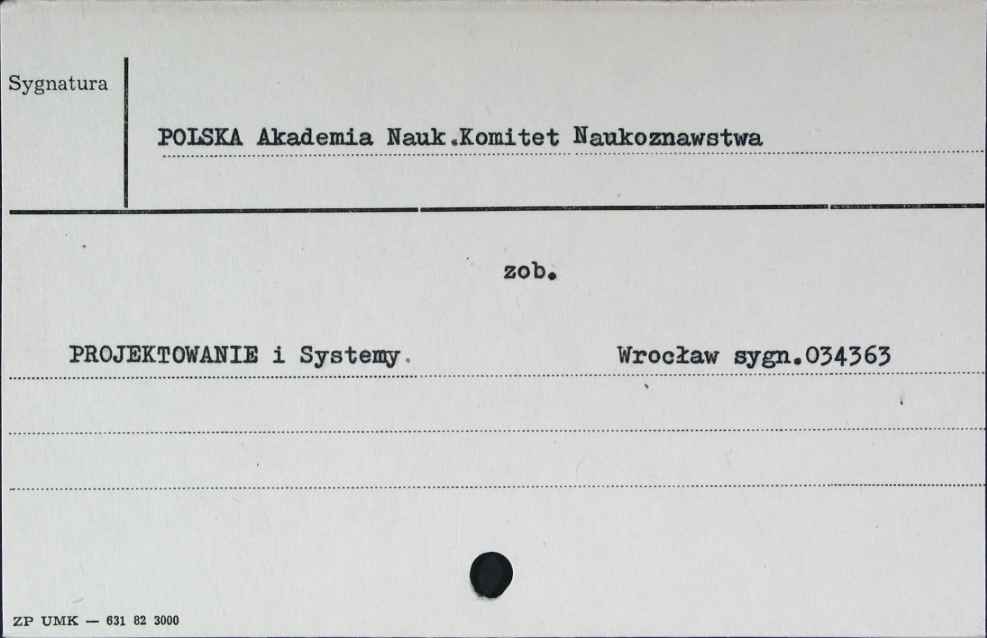 Sygnatura
POLSKA Akademia Nauk.Komitet Naukoznawstwa
zob.
PROJEKTOWANIE i Systemy. Wrocław sygn.034363
ZP UMK — 631 82 3000